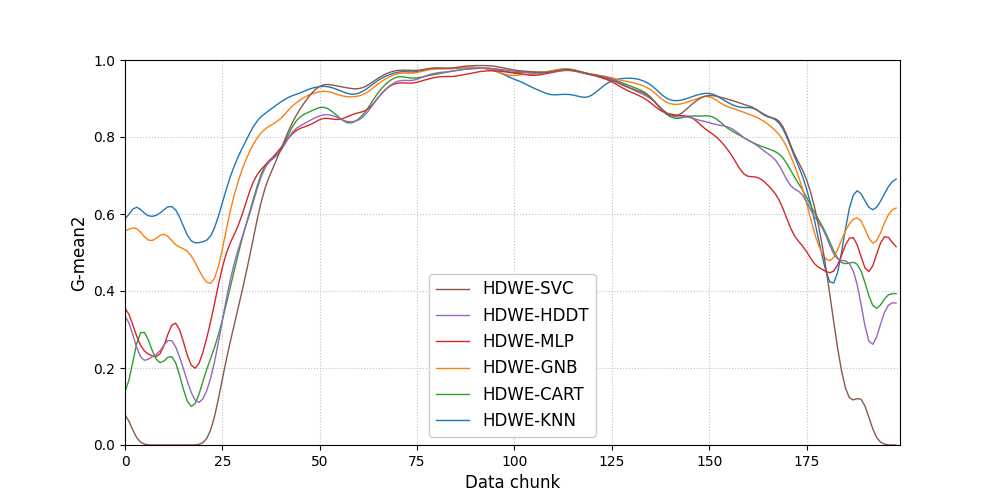 1.0
0.8
0.6
0.4
0.2
0.0
G-mean2
HDWE-SVC
HDWE-HDDT
HDWE-MLP
HDWE-GNB
HDWE-CART
HDWE-KNN
0 25 50 75 100 125 150 175
Data chunk